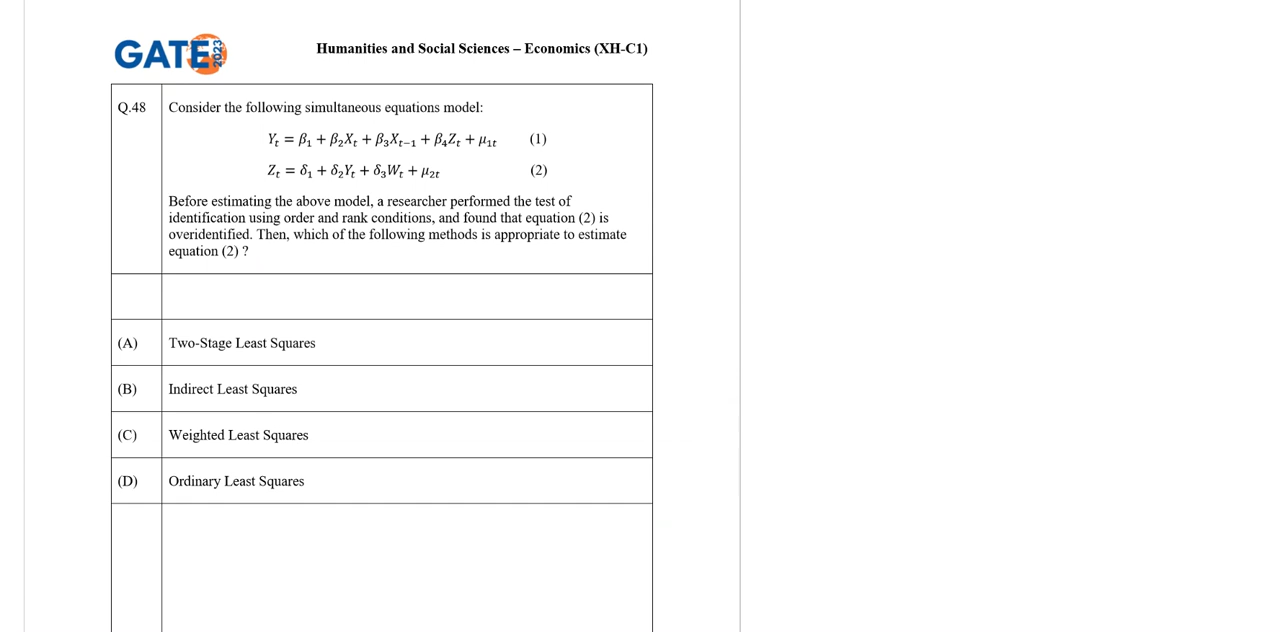 GATE 2023
Humanities and Social Sciences – Economics (XH-C1)
Q.48 Consider the following simultaneous equations model:
Yₜ = β₁ + β₂Xₜ + β₃Xₜ₋₁ + β₄Zₜ + μ₁ₜ (1)
Zₜ = δ₁ + δ₂Yₜ + δ₃Wₜ + μ₂ₜ (2)
Before estimating the above model, a researcher performed the test of
identification using order and rank conditions, and found that equation (2) is
overidentified. Then, which of the following methods is appropriate to estimate
equation (2) ?
(A) Two-Stage Least Squares
(B) Indirect Least Squares
(C) Weighted Least Squares
(D) Ordinary Least Squares